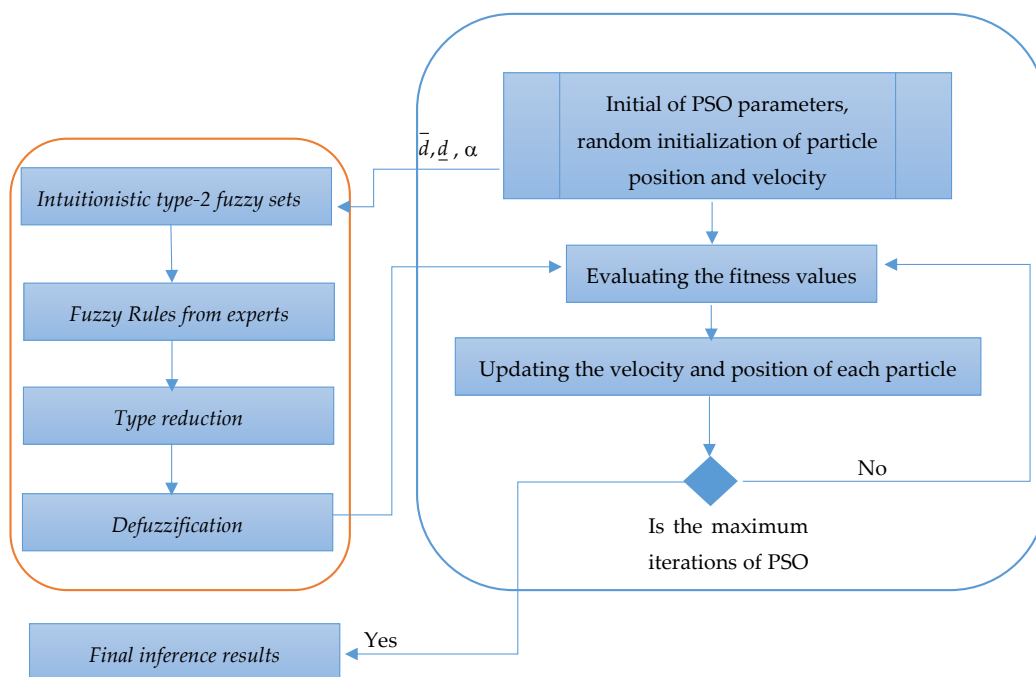 Initial of PSO parameters,
random initialization of particle
position and velocity
d̄, d̲ , α
Intuitionistic type-2 fuzzy sets
Evaluating the fitness values
Fuzzy Rules from experts
Updating the velocity and position of each particle
Type reduction
No
Defuzzification
Is the maximum
iterations of PSO
Yes
Final inference results